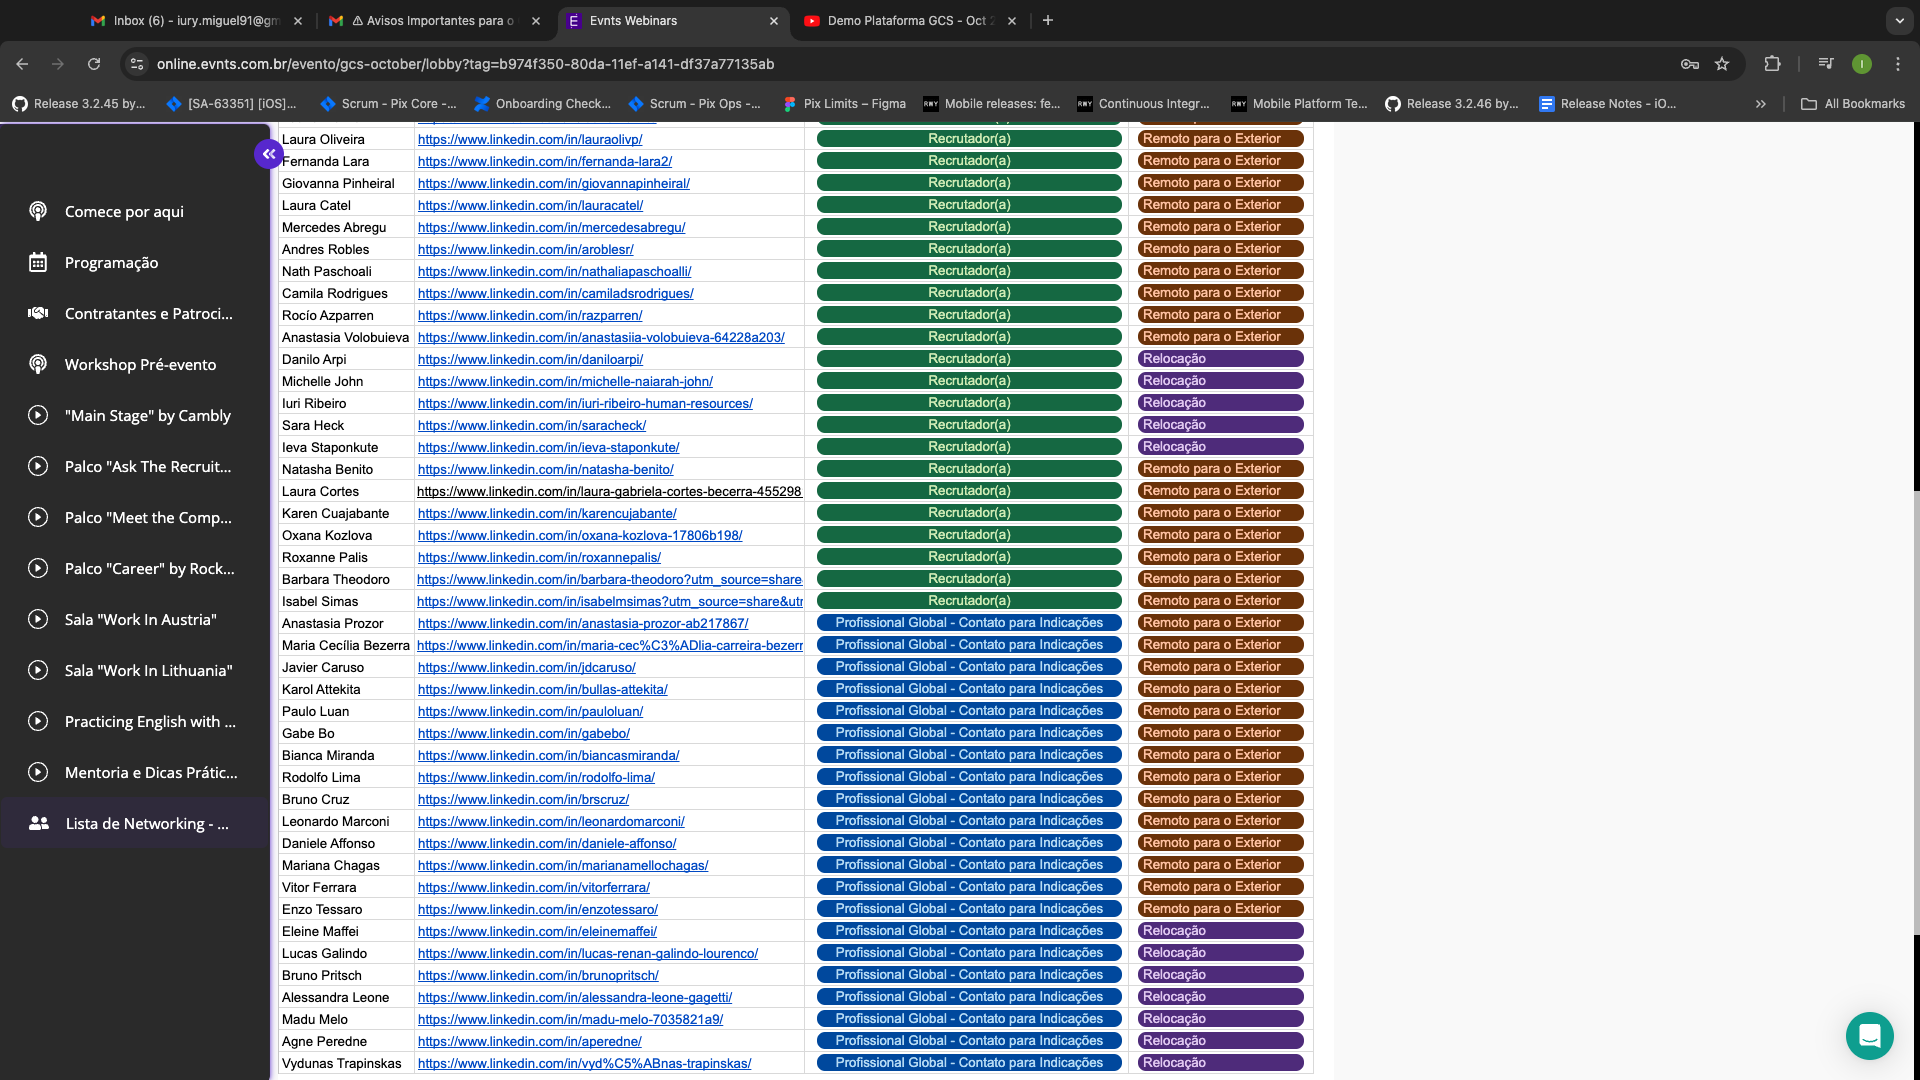 Inbox (6) - iury.miguel91@gm
⚠ Avisos Importantes para o
Evnts Webinars
Demo Plataforma GCS - Oct 2
online.evnts.com.br/evento/gcs-october/lobby?tag=b974f350-80da-11ef-a141-df37a77135ab
I
Release 3.2.45 by...
[SA-63351] [iOS]...
Scrum - Pix Core -...
Onboarding Check...
Scrum - Pix Ops -...
Pix Limits – Figma
RWY Mobile releases: fe...
RWY Continuous Integr...
RWY Mobile Platform Te...
Release 3.2.46 by...
Release Notes - iO...
All Bookmarks
Comece por aqui
Programação
Contratantes e Patroci...
Workshop Pré-evento
"Main Stage" by Cambly
Palco "Ask The Recruit...
Palco "Meet the Comp...
Palco "Career" by Rock...
Sala "Work In Austria"
Sala "Work In Lithuania"
Practicing English with ...
Mentoria e Dicas Prátic...
Lista de Networking - ...
Laura Oliveira https://www.linkedin.com/in/lauraolivp/ Recrutador(a) Remoto para o Exterior
Fernanda Lara https://www.linkedin.com/in/fernanda-lara2/ Recrutador(a) Remoto para o Exterior
Giovanna Pinheiral https://www.linkedin.com/in/giovannapinheiral/ Recrutador(a) Remoto para o Exterior
Laura Catel https://www.linkedin.com/in/lauracatel/ Recrutador(a) Remoto para o Exterior
Mercedes Abregu https://www.linkedin.com/in/mercedesabregu/ Recrutador(a) Remoto para o Exterior
Andres Robles https://www.linkedin.com/in/aroblesr/ Recrutador(a) Remoto para o Exterior
Nath Paschoali https://www.linkedin.com/in/nathaliapaschoalli/ Recrutador(a) Remoto para o Exterior
Camila Rodrigues https://www.linkedin.com/in/camiladsrodrigues/ Recrutador(a) Remoto para o Exterior
Rocío Azparren https://www.linkedin.com/in/razparren/ Recrutador(a) Remoto para o Exterior
Anastasia Volobuieva https://www.linkedin.com/in/anastasiia-volobuieva-64228a203/ Recrutador(a) Remoto para o Exterior
Danilo Arpi https://www.linkedin.com/in/daniloarpi/ Recrutador(a) Relocação
Michelle John https://www.linkedin.com/in/michelle-naiarah-john/ Recrutador(a) Relocação
Iuri Ribeiro https://www.linkedin.com/in/iuri-ribeiro-human-resources/ Recrutador(a) Relocação
Sara Heck https://www.linkedin.com/in/saracheck/ Recrutador(a) Relocação
Ieva Staponkute https://www.linkedin.com/in/ieva-staponkute/ Recrutador(a) Relocação
Natasha Benito https://www.linkedin.com/in/natasha-benito/ Recrutador(a) Remoto para o Exterior
Laura Cortes https://www.linkedin.com/in/laura-gabriela-cortes-becerra-455298 Recrutador(a) Remoto para o Exterior
Karen Cuajabante https://www.linkedin.com/in/karencujabante/ Recrutador(a) Remoto para o Exterior
Oxana Kozlova https://www.linkedin.com/in/oxana-kozlova-17806b198/ Recrutador(a) Remoto para o Exterior
Roxanne Palis https://www.linkedin.com/in/roxannepalis/ Recrutador(a) Remoto para o Exterior
Barbara Theodoro https://www.linkedin.com/in/barbara-theodoro?utm_source=share Recrutador(a) Remoto para o Exterior
Isabel Simas https://www.linkedin.com/in/isabelmsimas?utm_source=share&utr Recrutador(a) Remoto para o Exterior
Anastasia Prozor https://www.linkedin.com/in/anastasia-prozor-ab217867/ Profissional Global - Contato para Indicações Remoto para o Exterior
Maria Cecília Bezerra https://www.linkedin.com/in/maria-cec%C3%ADlia-carreira-bezerr Profissional Global - Contato para Indicações Remoto para o Exterior
Javier Caruso https://www.linkedin.com/in/jdcaruso/ Profissional Global - Contato para Indicações Remoto para o Exterior
Karol Attekita https://www.linkedin.com/in/bullas-attekita/ Profissional Global - Contato para Indicações Remoto para o Exterior
Paulo Luan https://www.linkedin.com/in/pauloluan/ Profissional Global - Contato para Indicações Remoto para o Exterior
Gabe Bo https://www.linkedin.com/in/gabebo/ Profissional Global - Contato para Indicações Remoto para o Exterior
Bianca Miranda https://www.linkedin.com/in/biancasmiranda/ Profissional Global - Contato para Indicações Remoto para o Exterior
Rodolfo Lima https://www.linkedin.com/in/rodolfo-lima/ Profissional Global - Contato para Indicações Remoto para o Exterior
Bruno Cruz https://www.linkedin.com/in/brscruz/ Profissional Global - Contato para Indicações Remoto para o Exterior
Leonardo Marconi https://www.linkedin.com/in/leonardomarconi/ Profissional Global - Contato para Indicações Remoto para o Exterior
Daniele Affonso https://www.linkedin.com/in/daniele-affonso/ Profissional Global - Contato para Indicações Remoto para o Exterior
Mariana Chagas https://www.linkedin.com/in/marianamellochagas/ Profissional Global - Contato para Indicações Remoto para o Exterior
Vitor Ferrara https://www.linkedin.com/in/vitorferrara/ Profissional Global - Contato para Indicações Remoto para o Exterior
Enzo Tessaro https://www.linkedin.com/in/enzotessaro/ Profissional Global - Contato para Indicações Remoto para o Exterior
Eleine Maffei https://www.linkedin.com/in/eleinemaffei/ Profissional Global - Contato para Indicações Relocação
Lucas Galindo https://www.linkedin.com/in/lucas-renan-galindo-lourenco/ Profissional Global - Contato para Indicações Relocação
Bruno Pritsch https://www.linkedin.com/in/brunopritsch/ Profissional Global - Contato para Indicações Relocação
Alessandra Leone https://www.linkedin.com/in/alessandra-leone-gagetti/ Profissional Global - Contato para Indicações Relocação
Madu Melo https://www.linkedin.com/in/madu-melo-7035821a9/ Profissional Global - Contato para Indicações Relocação
Agne Peredne https://www.linkedin.com/in/aperedne/ Profissional Global - Contato para Indicações Relocação
Vydunas Trapinskas https://www.linkedin.com/in/vyd%C5%ABnas-trapinskas/ Profissional Global - Contato para Indicações Relocação